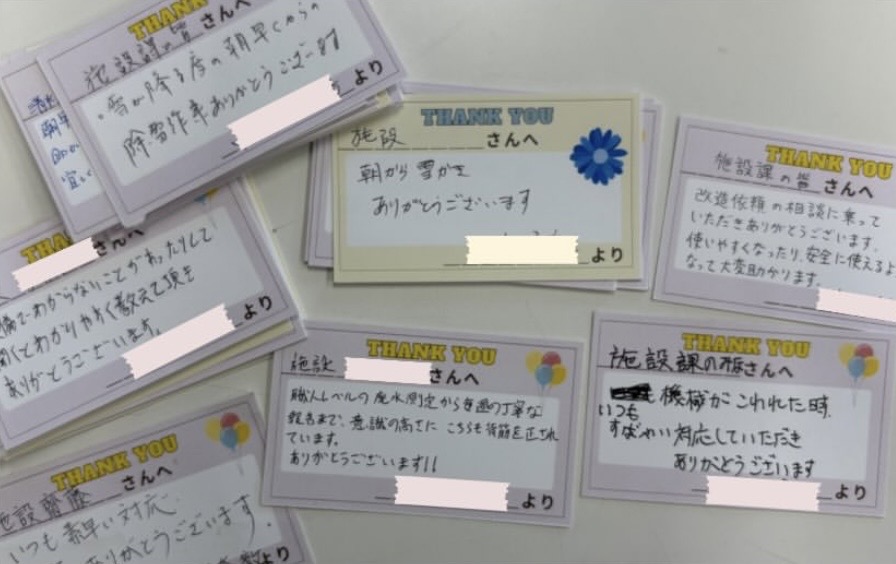 THANK YOU
施設課の皆さんへ
・雪が降る度の朝早くからの
除雪作業ありがとうございます
より
朝早
宜い
THANK YOU
施設さんへ
朝から雪かき
ありがとうございます
より
THANK YOU
施設課の皆さんへ
改造依頼の相談に乗って
いただきありがとうございます。
使いやすくなったり、安全に使えるよ
なって大変助かります。
さんへ
備でわからないことがあったりして
聞くとわかりやすく教えて頂き
ありがとうございます。
より
THANK YOU
施設さんへ
職人レベルの廃水測定から毎週の丁寧な
報告まで、意識の高さに こちらも背筋を正され
ています。
ありがとうございます!!
より
THANK YOU
施設課の皆さんへ
機械がこわれた時
いつも
すばやい対応していただき
ありがとうございます
より
THANK YOU
さんへ
いつも素早い対応、
ありがとうございます。
より